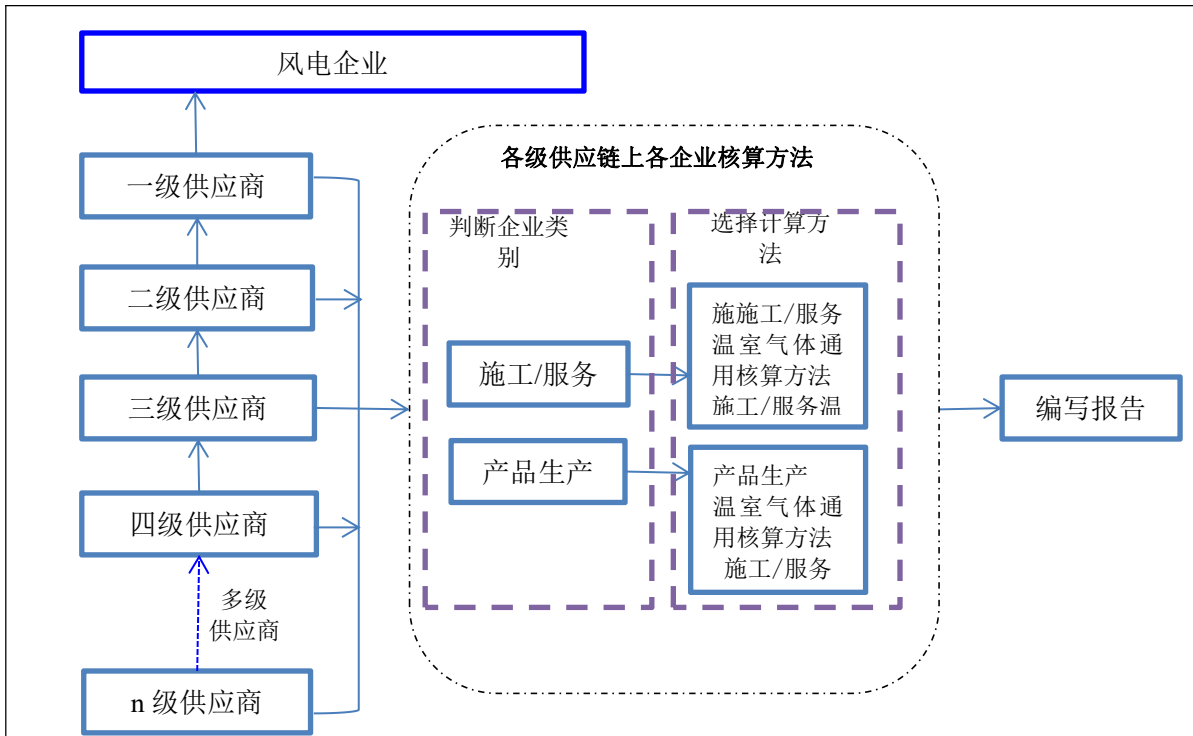 风电企业
一级供应商
二级供应商
三级供应商
四级供应商
多级
供应商
n 级供应商
各级供应链上各企业核算方法
判断企业类
别
施工/服务
产品生产
选择计算方
法
施施工/服务
温室气体通
用核算方法
施工/服务温
产品生产
温室气体通
用核算方法
施工/服务
编写报告